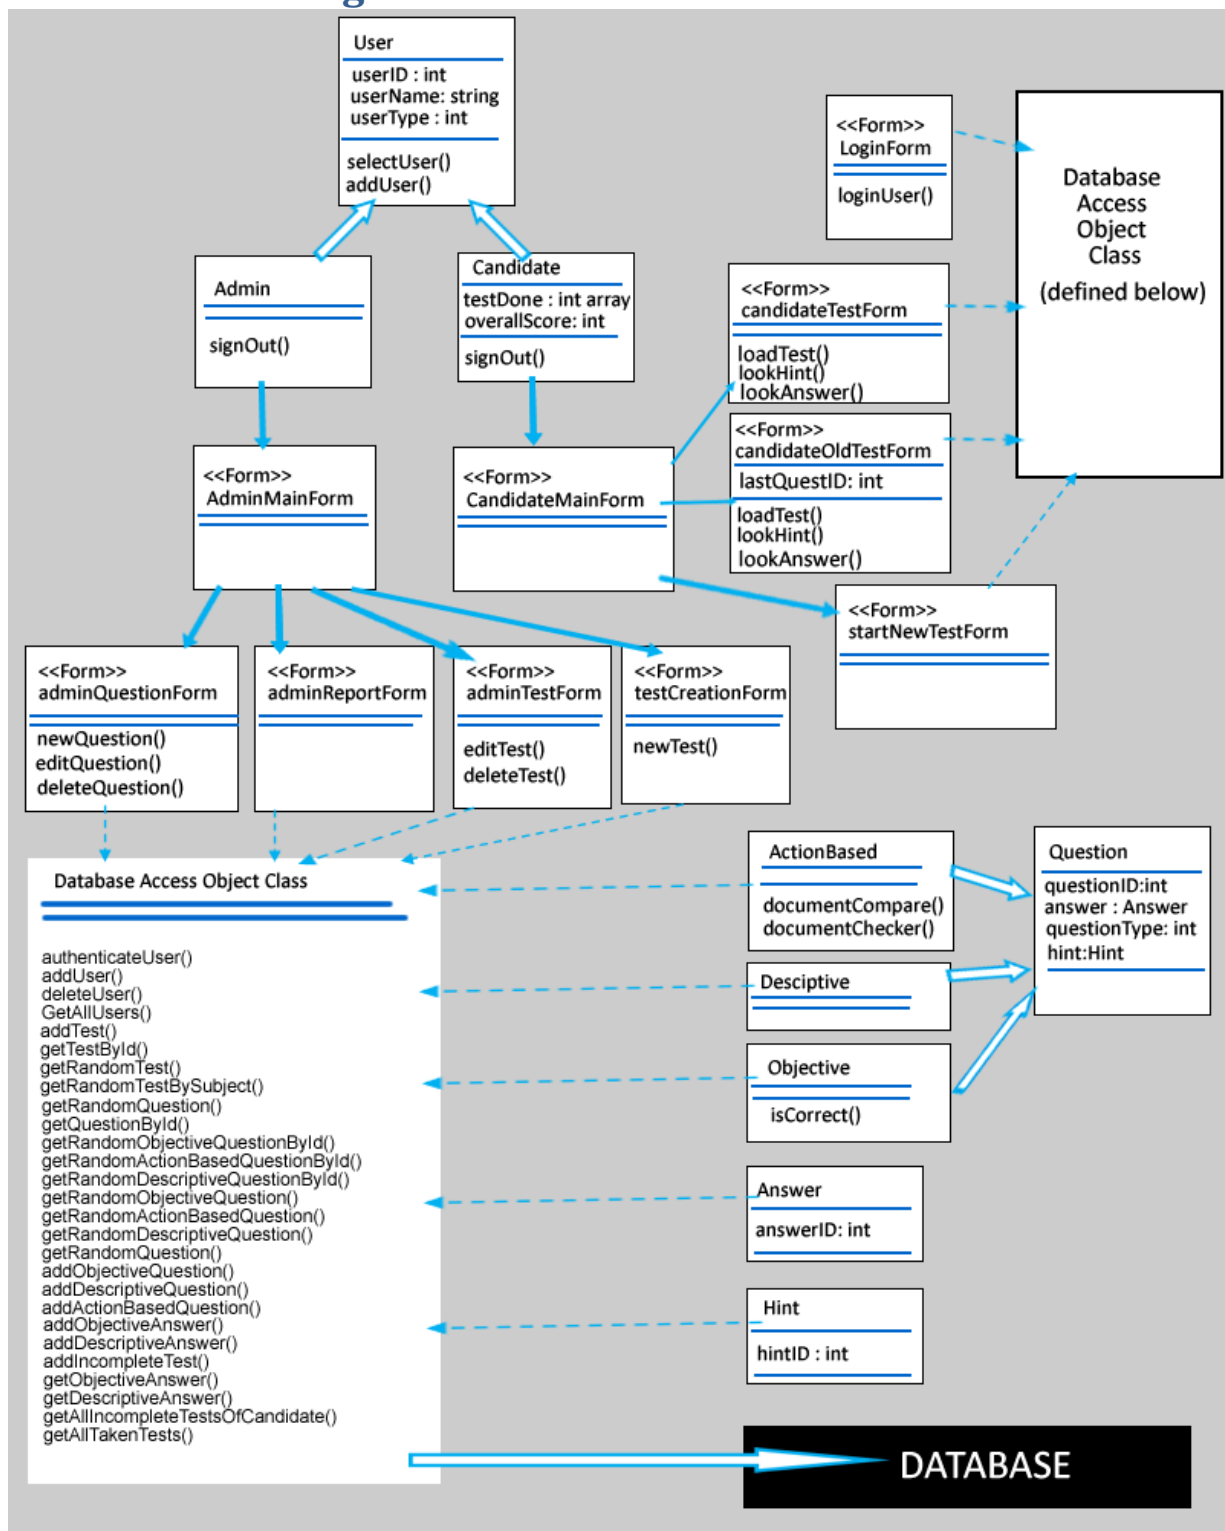 g
User
userID : int
userName: string
userType : int
selectUser()
addUser()
<<Form>>
LoginForm
loginUser()
Database
Access
Object
Class
(defined below)
Admin
signOut()
Candidate
testDone : int array
overallScore: int
signOut()
<<Form>>
candidateTestForm
loadTest()
lookHint()
lookAnswer()
<<Form>>
candidateOldTestForm
lastQuestID: int
loadTest()
lookHint()
lookAnswer()
<<Form>>
AdminMainForm
<<Form>>
CandidateMainForm
<<Form>>
startNewTestForm
<<Form>>
adminQuestionForm
newQuestion()
editQuestion()
deleteQuestion()
<<Form>>
adminReportForm
<<Form>>
adminTestForm
editTest()
deleteTest()
<<Form>>
testCreationForm
newTest()
Database Access Object Class
authenticateUser()
addUser()
deleteUser()
GetAllUsers()
addTest()
getTestById()
getRandomTest()
getRandomTestBySubject()
getRandomQuestion()
getQuestionById()
getRandomObjectiveQuestionById()
getRandomActionBasedQuestionById()
getRandomDescriptiveQuestionById()
getRandomObjectiveQuestion()
getRandomActionBasedQuestion()
getRandomDescriptiveQuestion()
getRandomQuestion()
addObjectiveQuestion()
addDescriptiveQuestion()
addActionBasedQuestion()
addObjectiveAnswer()
addDescriptiveAnswer()
addIncompleteTest()
getObjectiveAnswer()
getDescriptiveAnswer()
getAllIncompleteTestsOfCandidate()
getAllTakenTests()
ActionBased
documentCompare()
documentChecker()
Question
questionID:int
answer : Answer
questionType: int
hint:Hint
Desciptive
Objective
isCorrect()
Answer
answerID: int
Hint
hintID : int
DATABASE